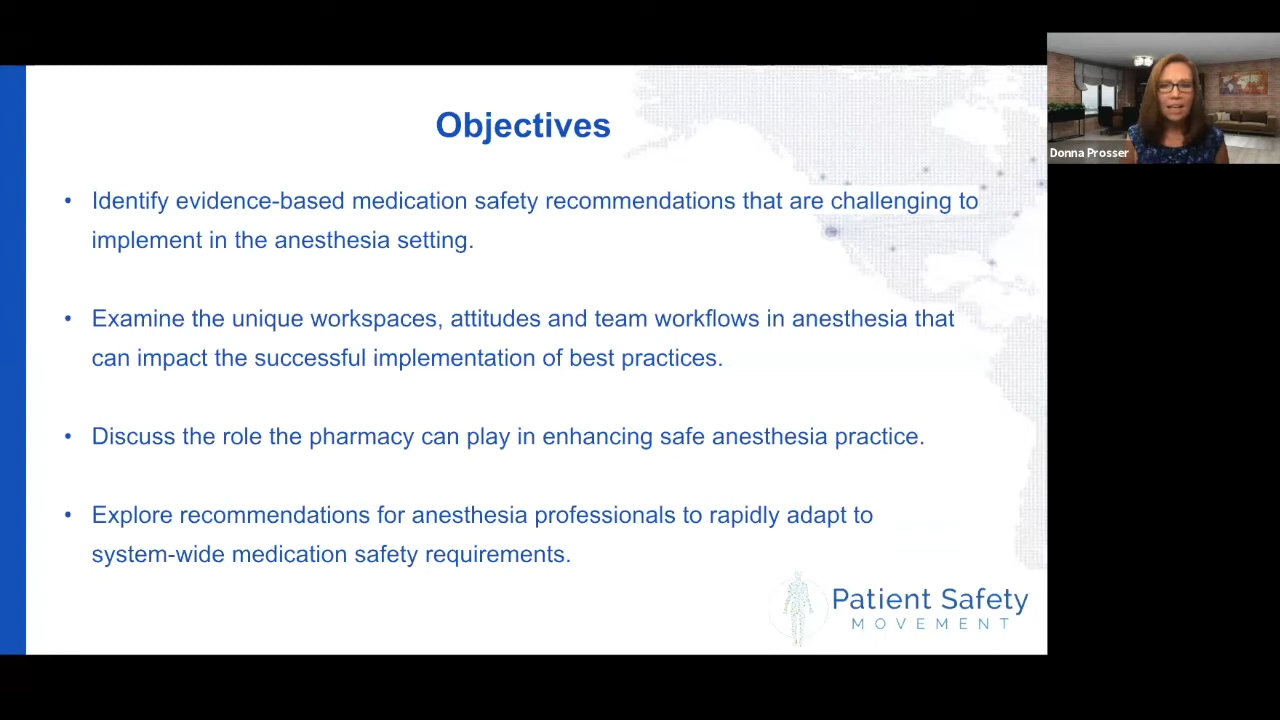 Objectives
• Identify evidence-based medication safety recommendations that are challenging to
implement in the anesthesia setting.
• Examine the unique workspaces, attitudes and team workflows in anesthesia that
can impact the successful implementation of best practices.
• Discuss the role the pharmacy can play in enhancing safe anesthesia practice.
• Explore recommendations for anesthesia professionals to rapidly adapt to
system-wide medication safety requirements.
Patient Safety
MOVEMENT
Donna Prosser